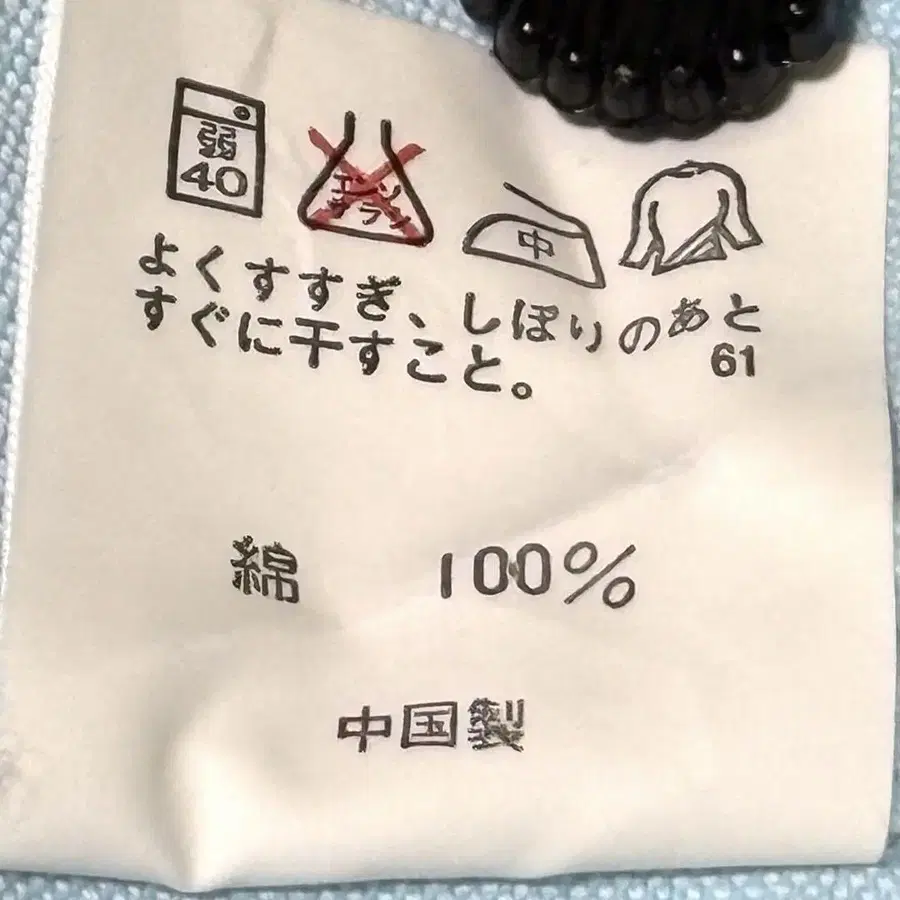 弱
40
エンソ
サラシ
中
よくすすぎ、しぼりのあと
すぐに干すこと。
61
綿 100%
中国製